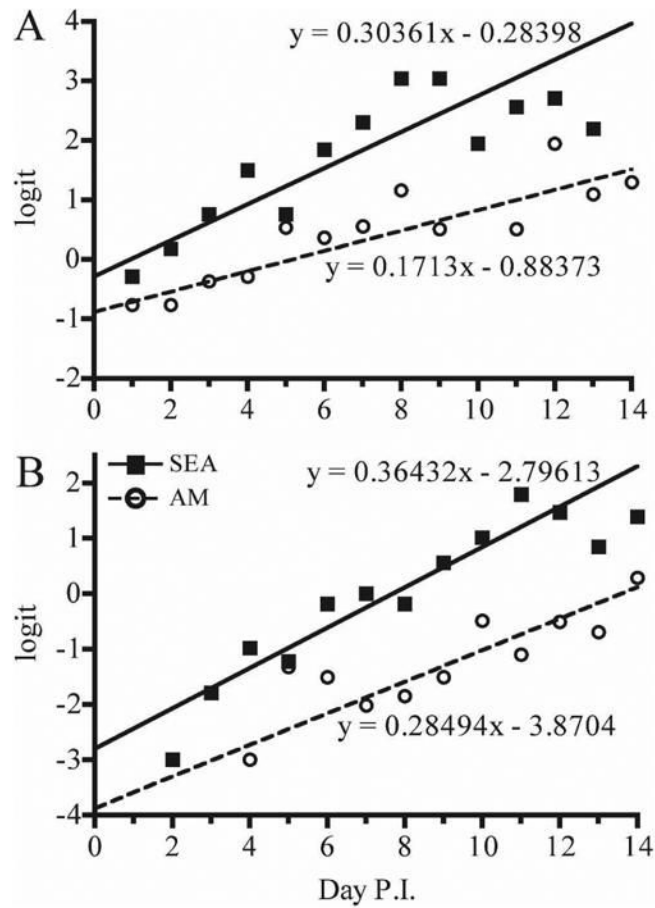 A
y = 0.30361x - 0.28398
4
3
2
1
0
-1
-2
logit
y = 0.1713x - 0.88373
0 2 4 6 8 10 12 14
B
SEA
AM
y = 0.36432x - 2.79613
2
1
0
-1
-2
-3
-4
logit
y = 0.28494x - 3.8704
0 2 4 6 8 10 12 14
Day P.I.